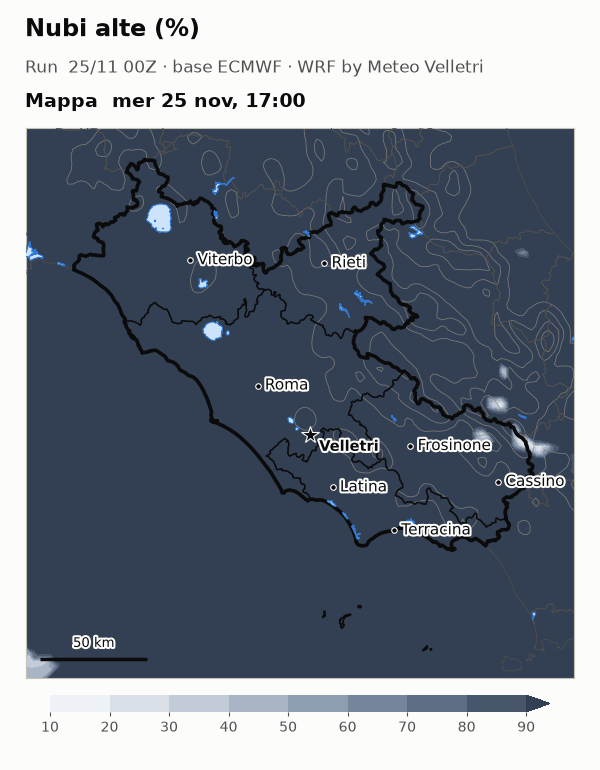 Nubi alte (%)
Run  25/11 00Z · base ECMWF · WRF by Meteo Velletri
Mappa  mer 25 nov, 17:00
Viterbo
Rieti
Roma
Velletri
Frosinone
Latina
Cassino
Terracina
50 km
10 20 30 40 50 60 70 80 90